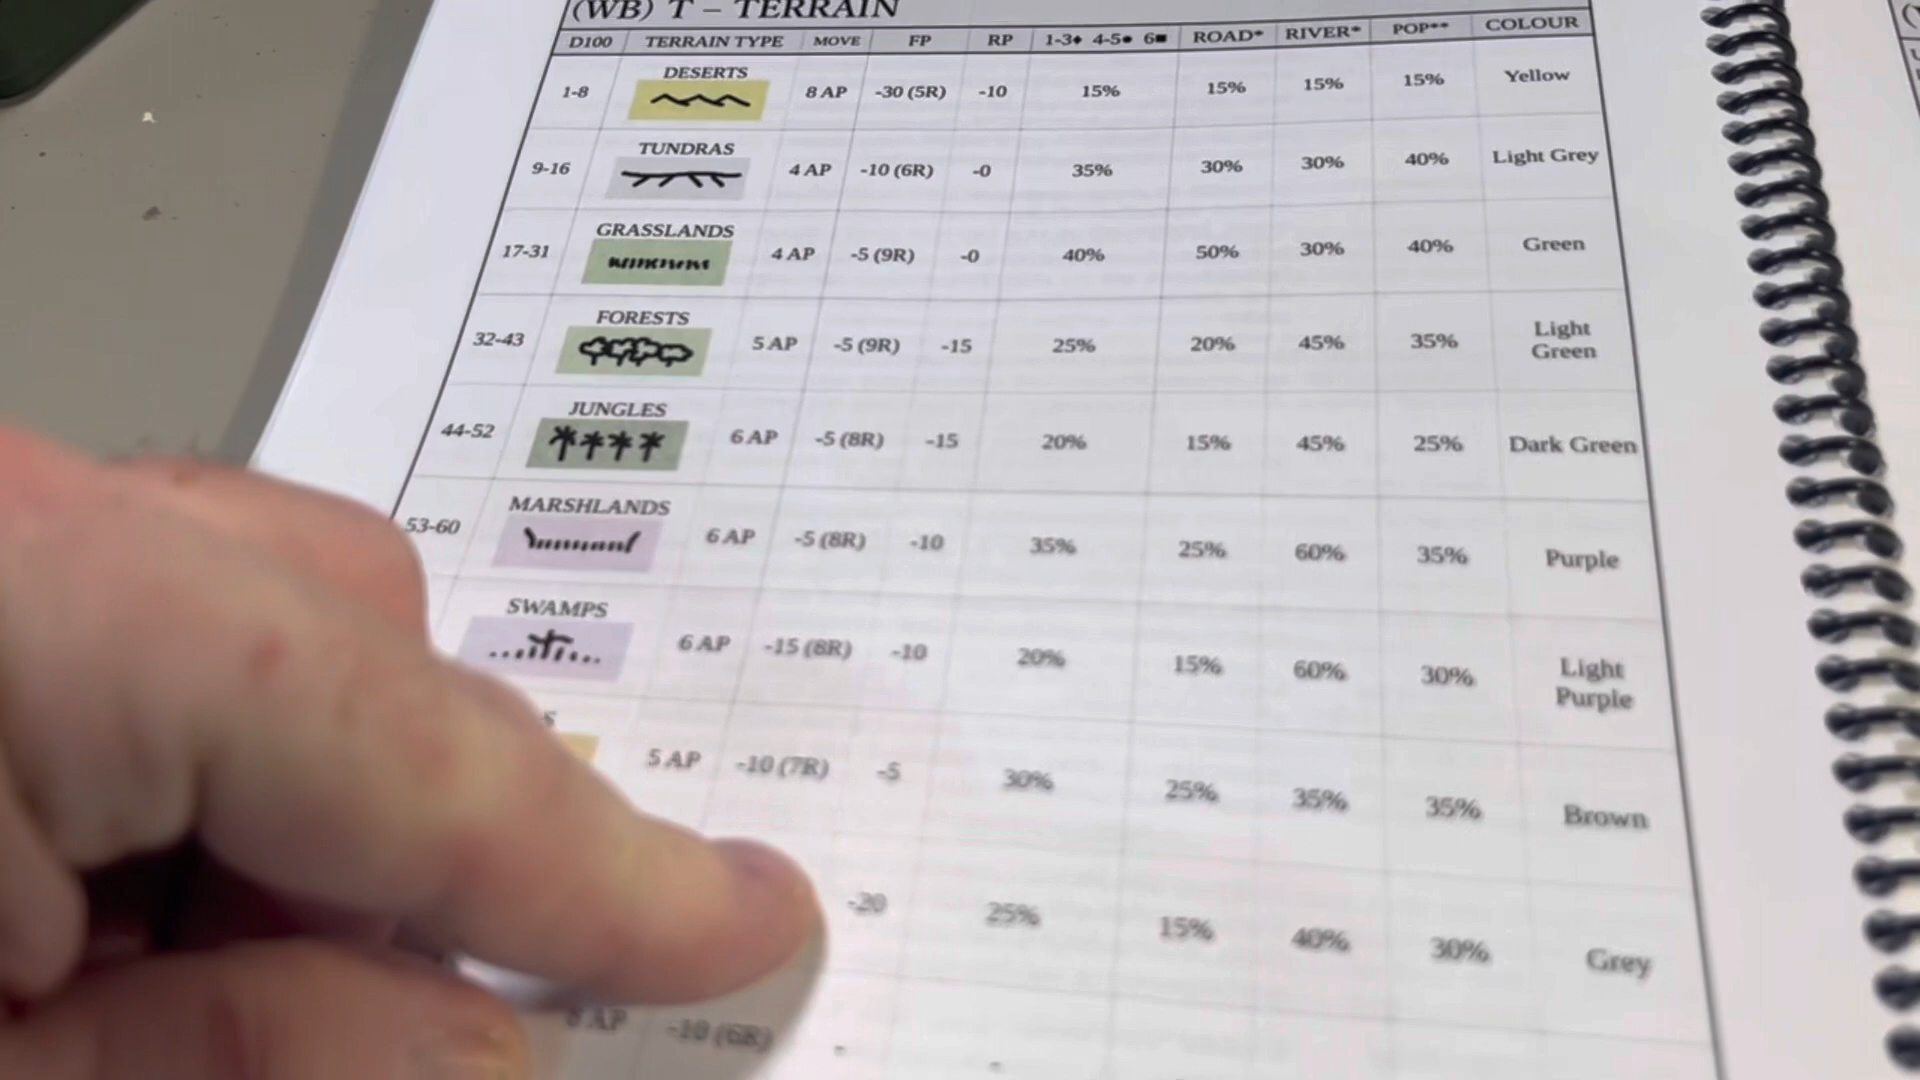 (WB) T – TERRAIN
D100 TERRAIN TYPE MOVE FP RP 1-3♦ 4-5● 6■ ROAD* RIVER* POP** COLOUR
1-8 DESERTS 8 AP -30 (5R) -10 15% 15% 15% 15% Yellow
9-16 TUNDRAS 4 AP -10 (6R) -0 35% 30% 30% 40% Light Grey
17-31 GRASSLANDS 4 AP -5 (9R) -0 40% 50% 30% 40% Green
32-43 FORESTS 5 AP -5 (9R) -15 25% 20% 45% 35% Light Green
44-52 JUNGLES 6 AP -5 (8R) -15 20% 15% 45% 25% Dark Green
53-60 MARSHLANDS 6 AP -5 (8R) -10 35% 25% 60% 35% Purple
SWAMPS 6 AP -15 (8R) -10 20% 15% 60% 30% Light Purple
S 5 AP -10 (7R) -5 30% 25% 35% 35% Brown
-20 25% 15% 40% 30% Grey
8 AP -10 (6R) - -